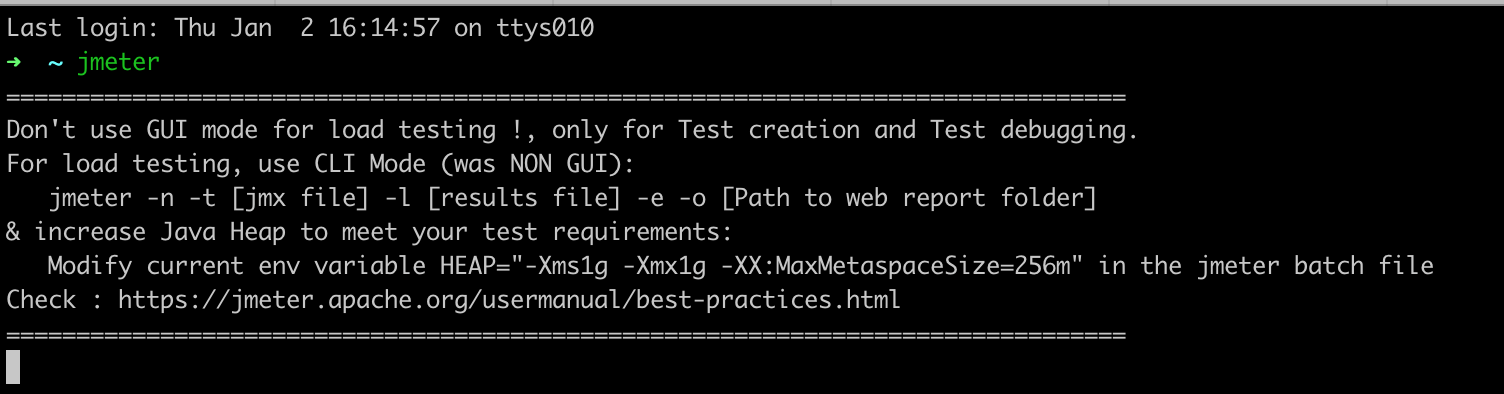 Last login: Thu Jan  2 16:14:57 on ttys010
➜  ~ jmeter
================================================================================
Don't use GUI mode for load testing !, only for Test creation and Test debugging.
For load testing, use CLI Mode (was NON GUI):
   jmeter -n -t [jmx file] -l [results file] -e -o [Path to web report folder]
& increase Java Heap to meet your test requirements:
   Modify current env variable HEAP="-Xms1g -Xmx1g -XX:MaxMetaspaceSize=256m" in the jmeter batch file
Check : https://jmeter.apache.org/usermanual/best-practices.html
================================================================================